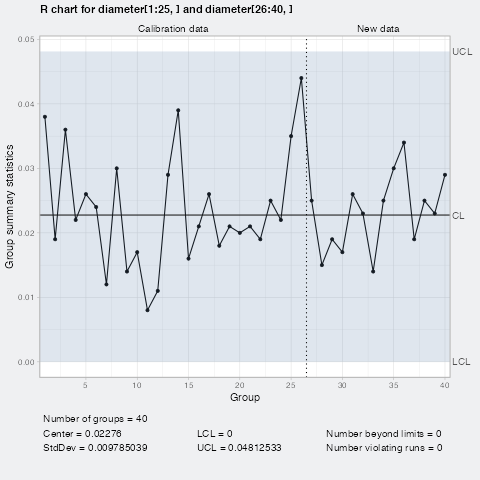 R chart for diameter[1:25, ] and diameter[26:40, ]
Calibration data New data
0.05
UCL
0.04
0.03
CL
0.02
0.01
0.00
LCL
Group summary statistics
5 10 15 20 25 30 35 40
Group
Number of groups = 40
Center = 0.02276 LCL = 0 Number beyond limits = 0
StdDev = 0.009785039 UCL = 0.04812533 Number violating runs = 0